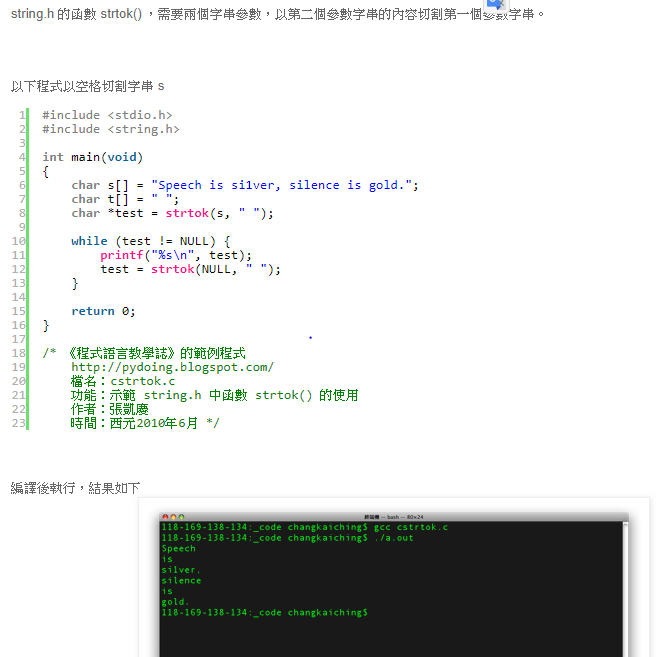 string.h 的函數 strtok() ，需要兩個字串參數，以第二個參數字串的內容切割第一個參數字串。
以下程式以空格切割字串 s
1 #include <stdio.h>
2 #include <string.h>
3
4 int main(void)
5 {
6 char s[] = "Speech is si1ver, silence is gold.";
7 char t[] = " ";
8 char *test = strtok(s, " ");
9
10 while (test != NULL) {
11 printf("%s\n", test);
12 test = strtok(NULL, " ");
13 }
14
15 return 0;
16 }
17
18 /* 《程式語言教學誌》的範例程式
19 http://pydoing.blogspot.com/
20 檔名：cstrtok.c
21 功能：示範 string.h 中函數 strtok() 的使用
22 作者：張凱慶
23 時間：西元2010年6月 */
編譯後執行，結果如下
終端機 — bash — 80×24
118-169-138-134:_code changkaiching$ gcc cstrtok.c
118-169-138-134:_code changkaiching$ ./a.out
Speech
is
silver,
silence
is
gold.
118-169-138-134:_code changkaiching$